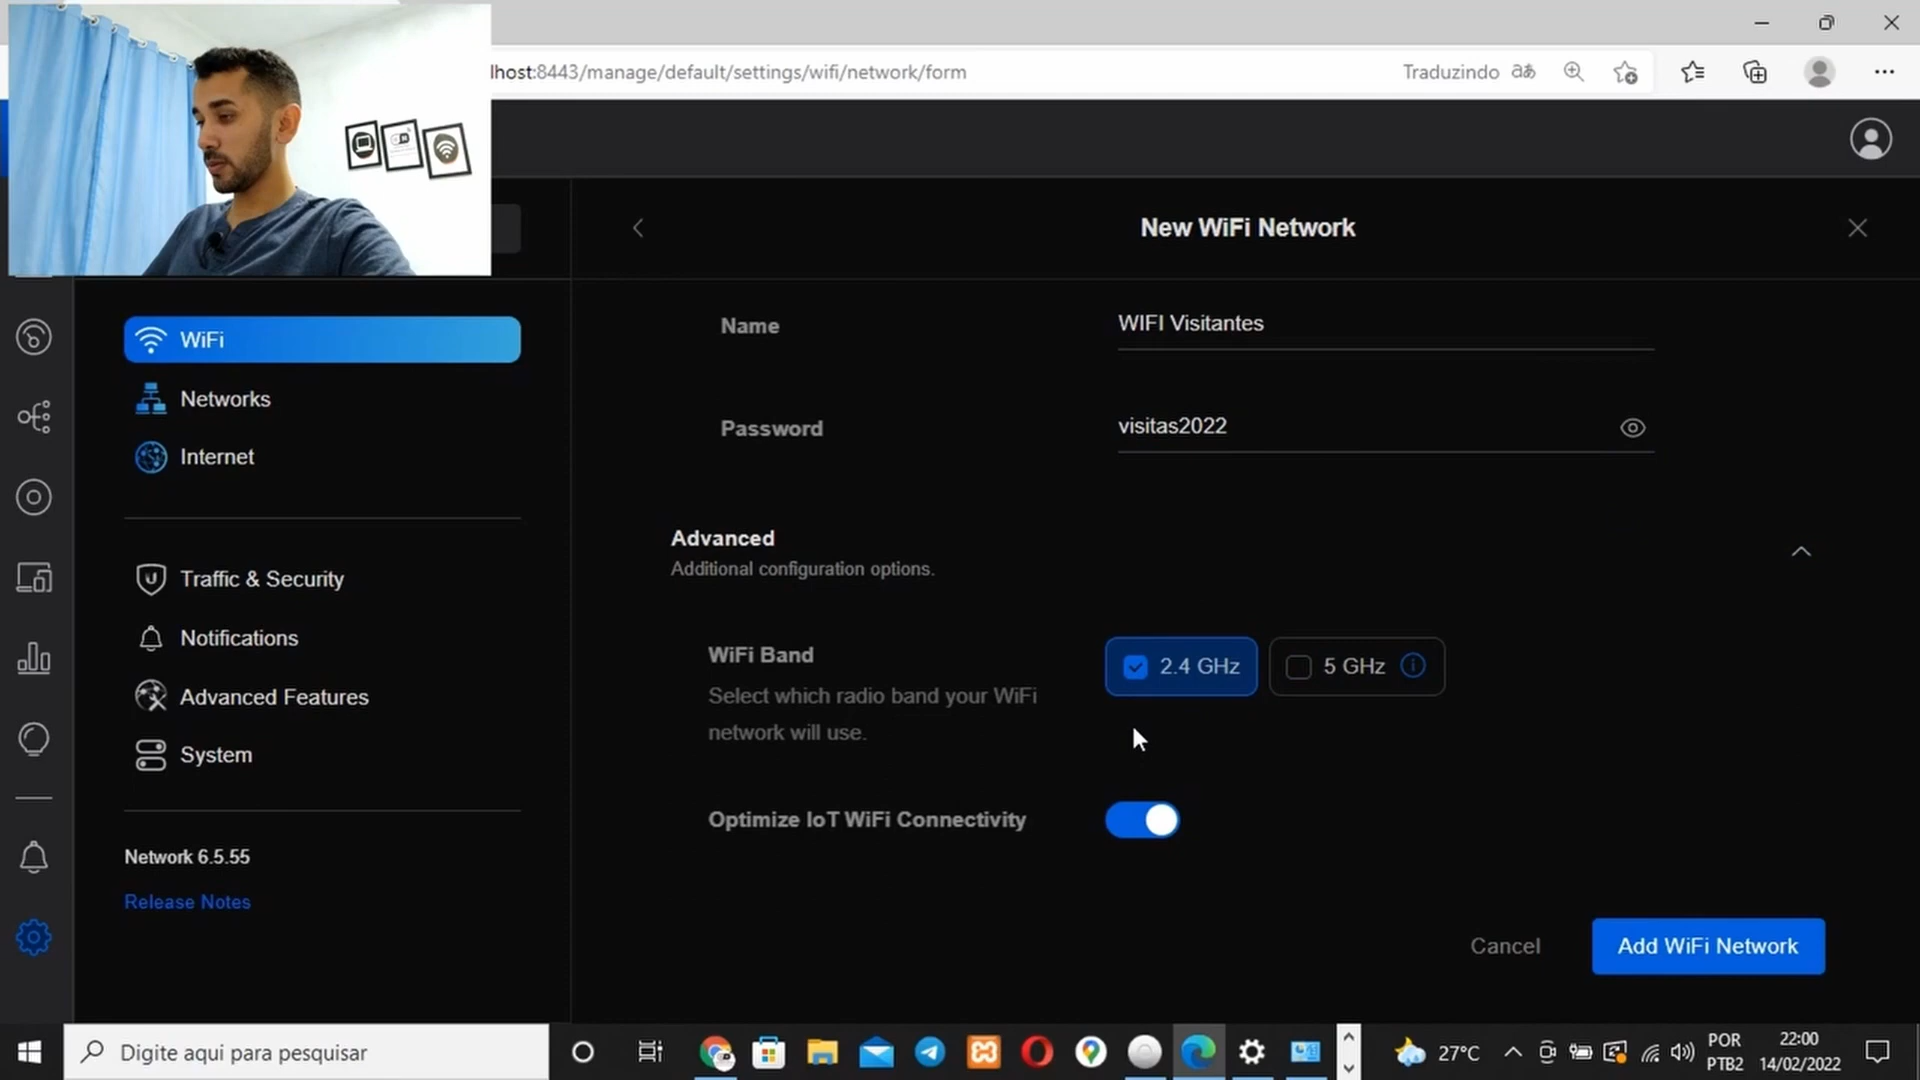 lhost:8443/manage/default/settings/wifi/network/form
Traduzindo
New WiFi Network
WiFi
Networks
Internet
Traffic & Security
Notifications
Advanced Features
System
Network 6.5.55
Release Notes
Name
WIFI Visitantes
Password
visitas2022
Advanced
Additional configuration options.
WiFi Band
Select which radio band your WiFi
network will use.
2.4 GHz
5 GHz
Optimize IoT WiFi Connectivity
Cancel
Add WiFi Network
Digite aqui para pesquisar
27°C
POR
PTB2
22:00
14/02/2022